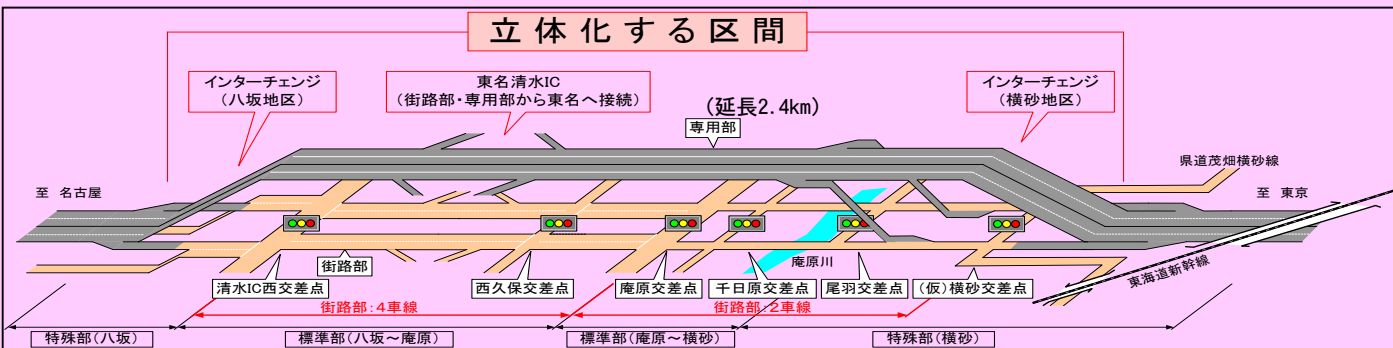 立体化する区間
インターチェンジ
(八坂地区)
東名清水IC
(街路部・専用部から東名へ接続)
インターチェンジ
(横砂地区)
(延長2.4km)
専用部
県道茂畑横砂線
至 名古屋
至 東京
庵原川
東海道新幹線
街路部
清水IC西交差点
西久保交差点
庵原交差点
千日原交差点
尾羽交差点
(仮)横砂交差点
街路部:4車線
街路部:2車線
特殊部(八坂)
標準部(八坂~庵原)
標準部(庵原~横砂)
特殊部(横砂)